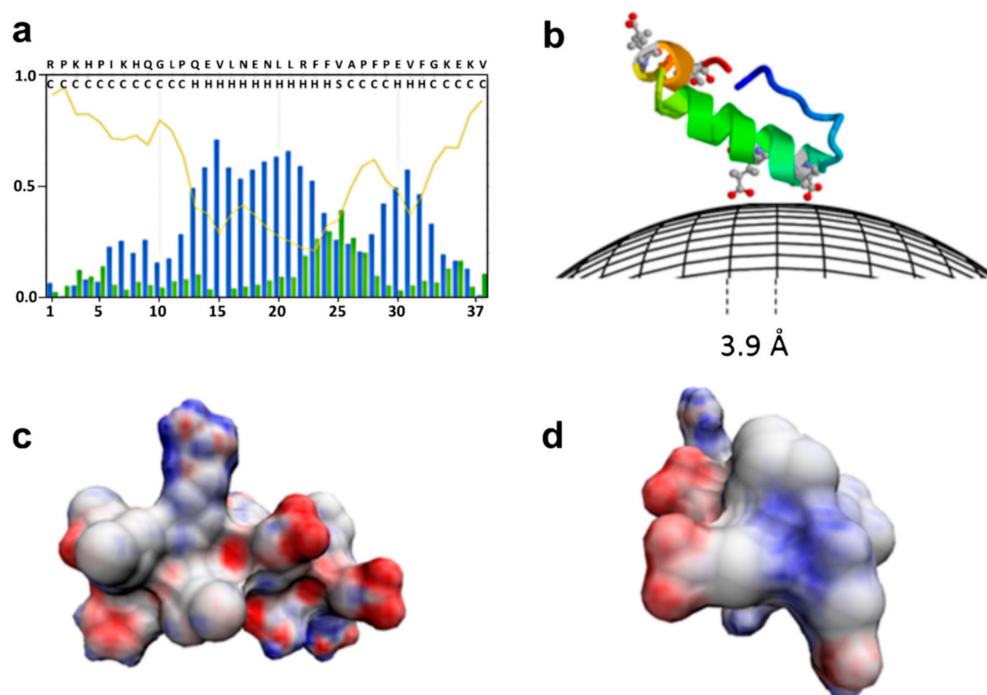 a
R P K H P I K H Q G L P Q E V L N E N L L R F F V A P F P E V F G K E K V
1.0
C C C C C C C C C C C C H H H H H H H H H H H H S C C C C H H H C C C C C
0.5
0.0
1 5 10 15 20 25 30 37
b
3.9 Å
c
d